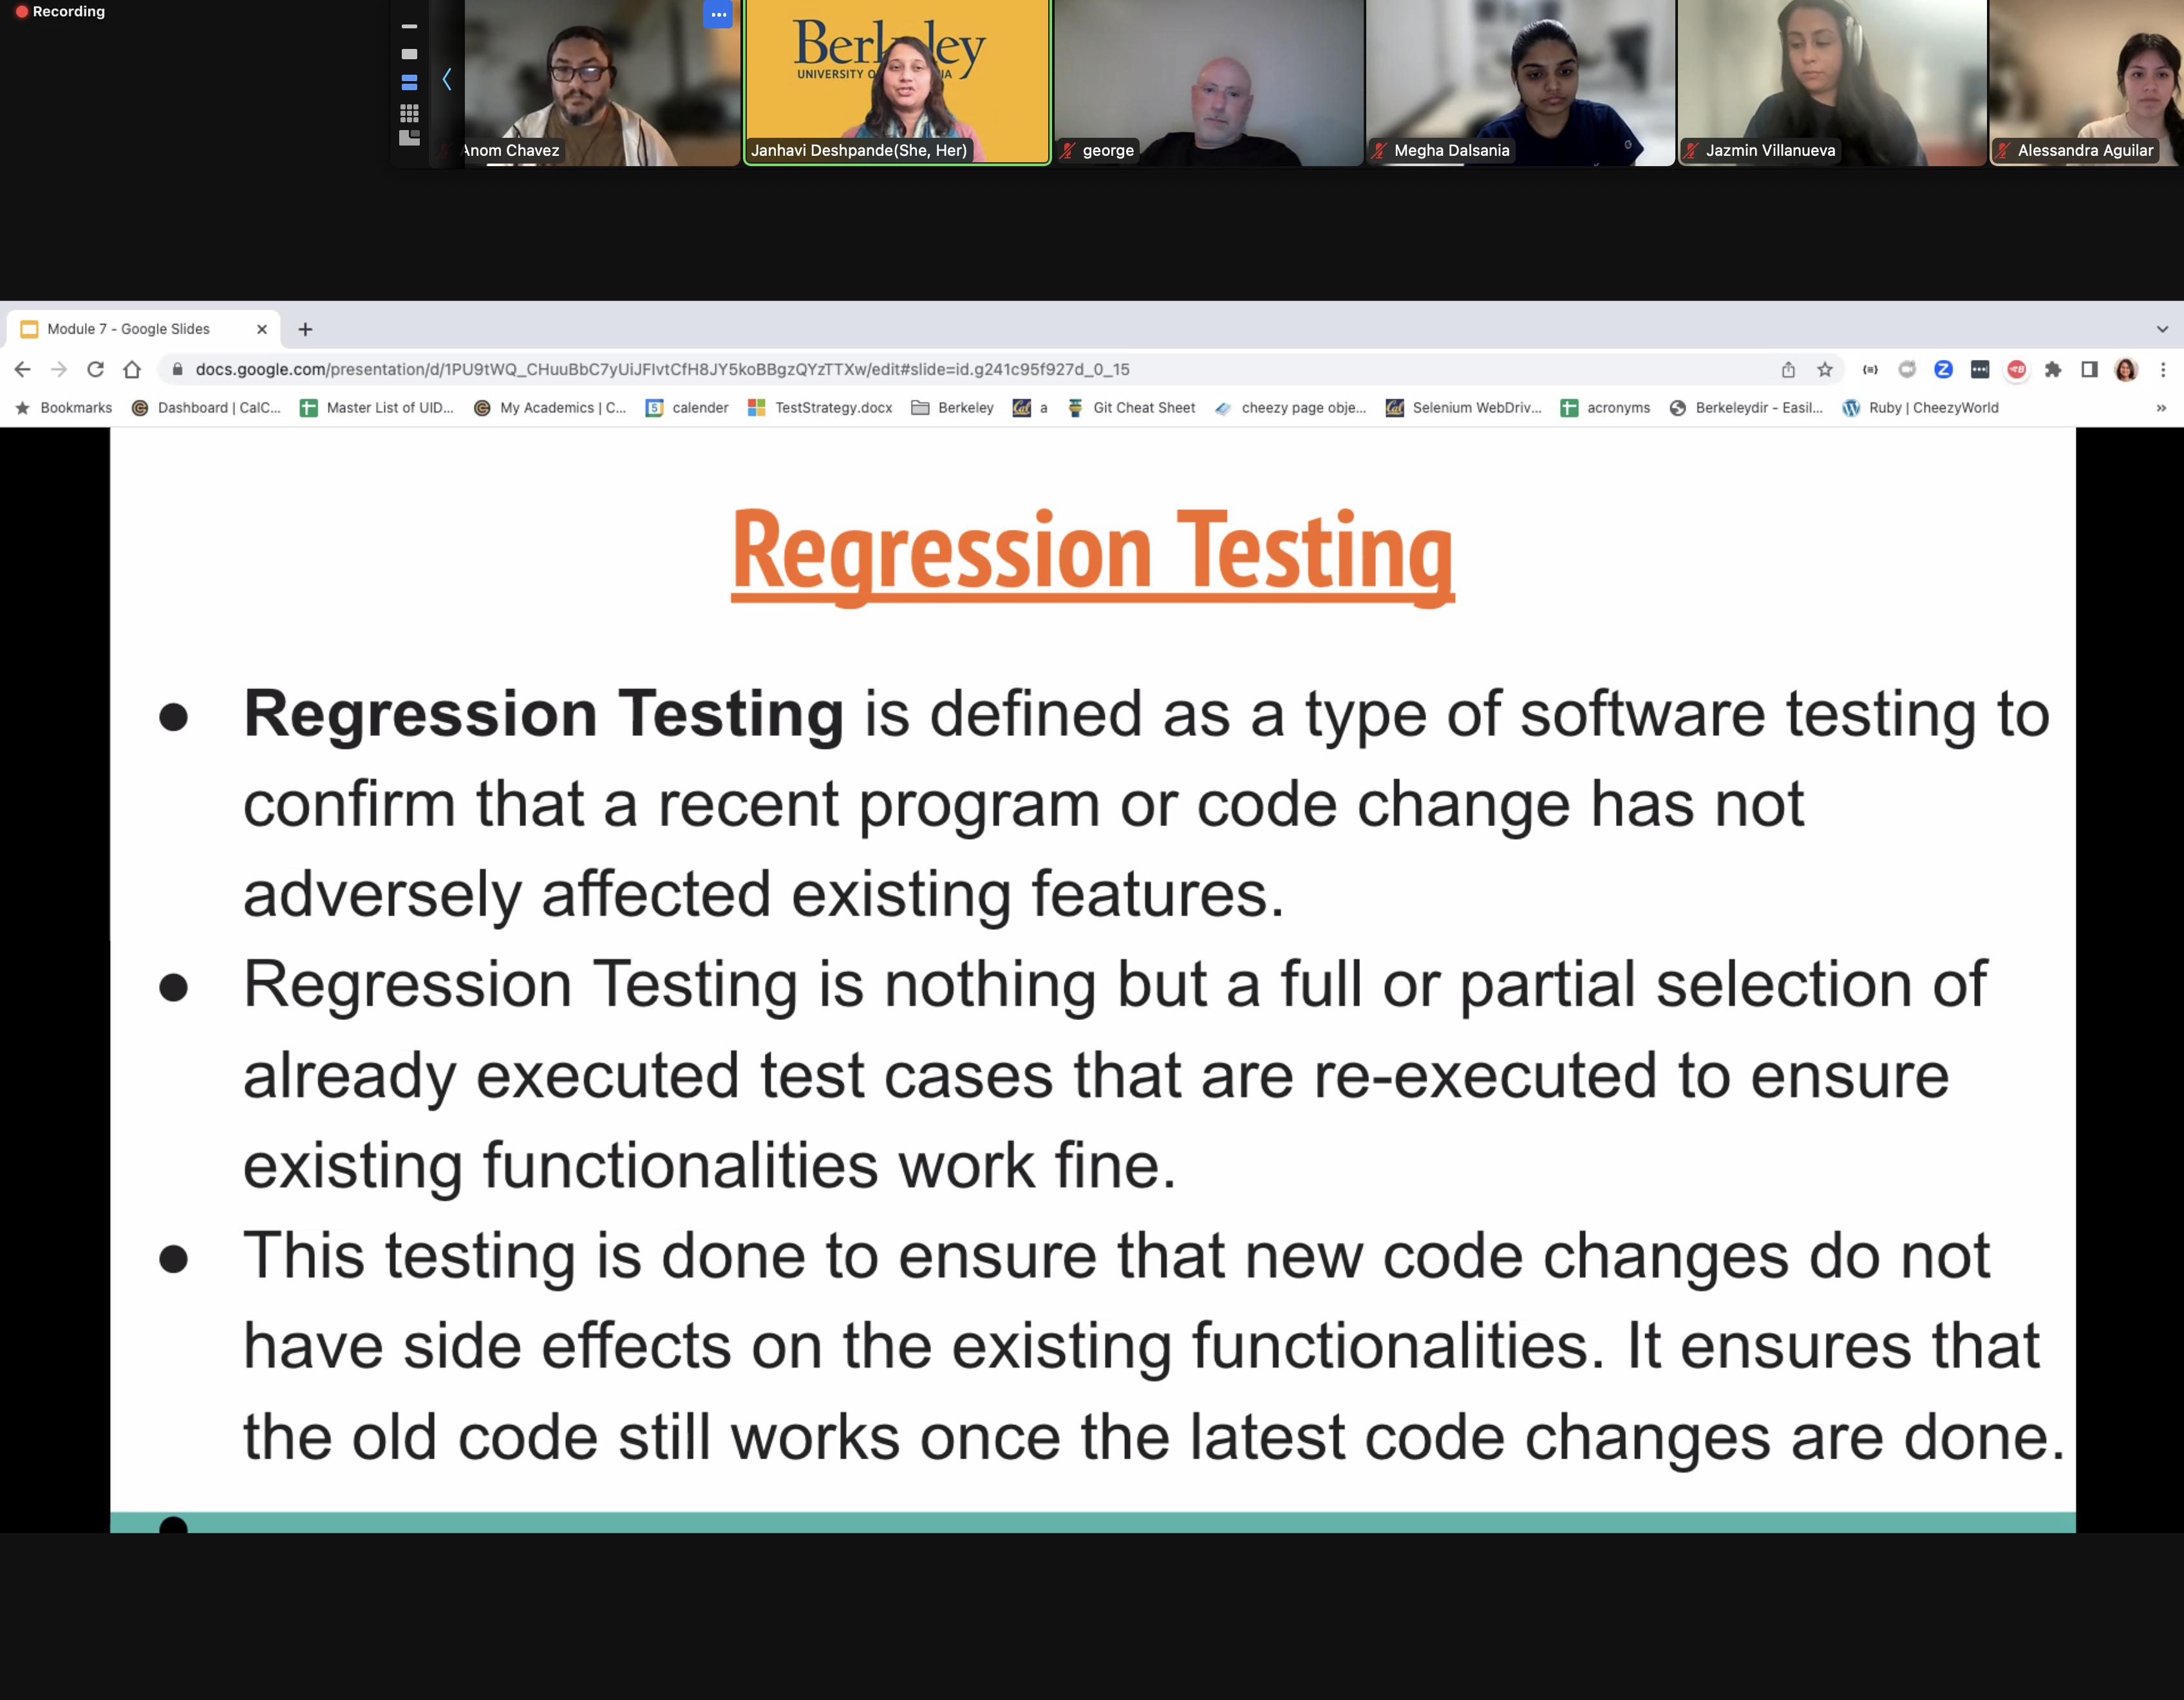 Recording
Berkeley
UNIVERSITY O IA
Anom Chavez
Janhavi Deshpande(She, Her)
george
Megha Dalsania
Jazmin Villanueva
Alessandra Aguilar
Module 7 - Google Slides
docs.google.com/presentation/d/1PU9tWQ_CHuuBbC7yUiJFIvtCfH8JY5koBBgzQYzTTXw/edit#slide=id.g241c95f927d_0_15
Bookmarks
Dashboard | CalC...
Master List of UID...
My Academics | C...
5
calender
TestStrategy.docx
Berkeley
Cal
a
Git Cheat Sheet
cheezy page obje...
Cal
Selenium WebDriv...
acronyms
Berkeleydir - Easil...
Ruby | CheezyWorld
Regression Testing
● Regression Testing is defined as a type of software testing to
confirm that a recent program or code change has not
adversely affected existing features.
● Regression Testing is nothing but a full or partial selection of
already executed test cases that are re-executed to ensure
existing functionalities work fine.
● This testing is done to ensure that new code changes do not
have side effects on the existing functionalities. It ensures that
the old code still works once the latest code changes are done.